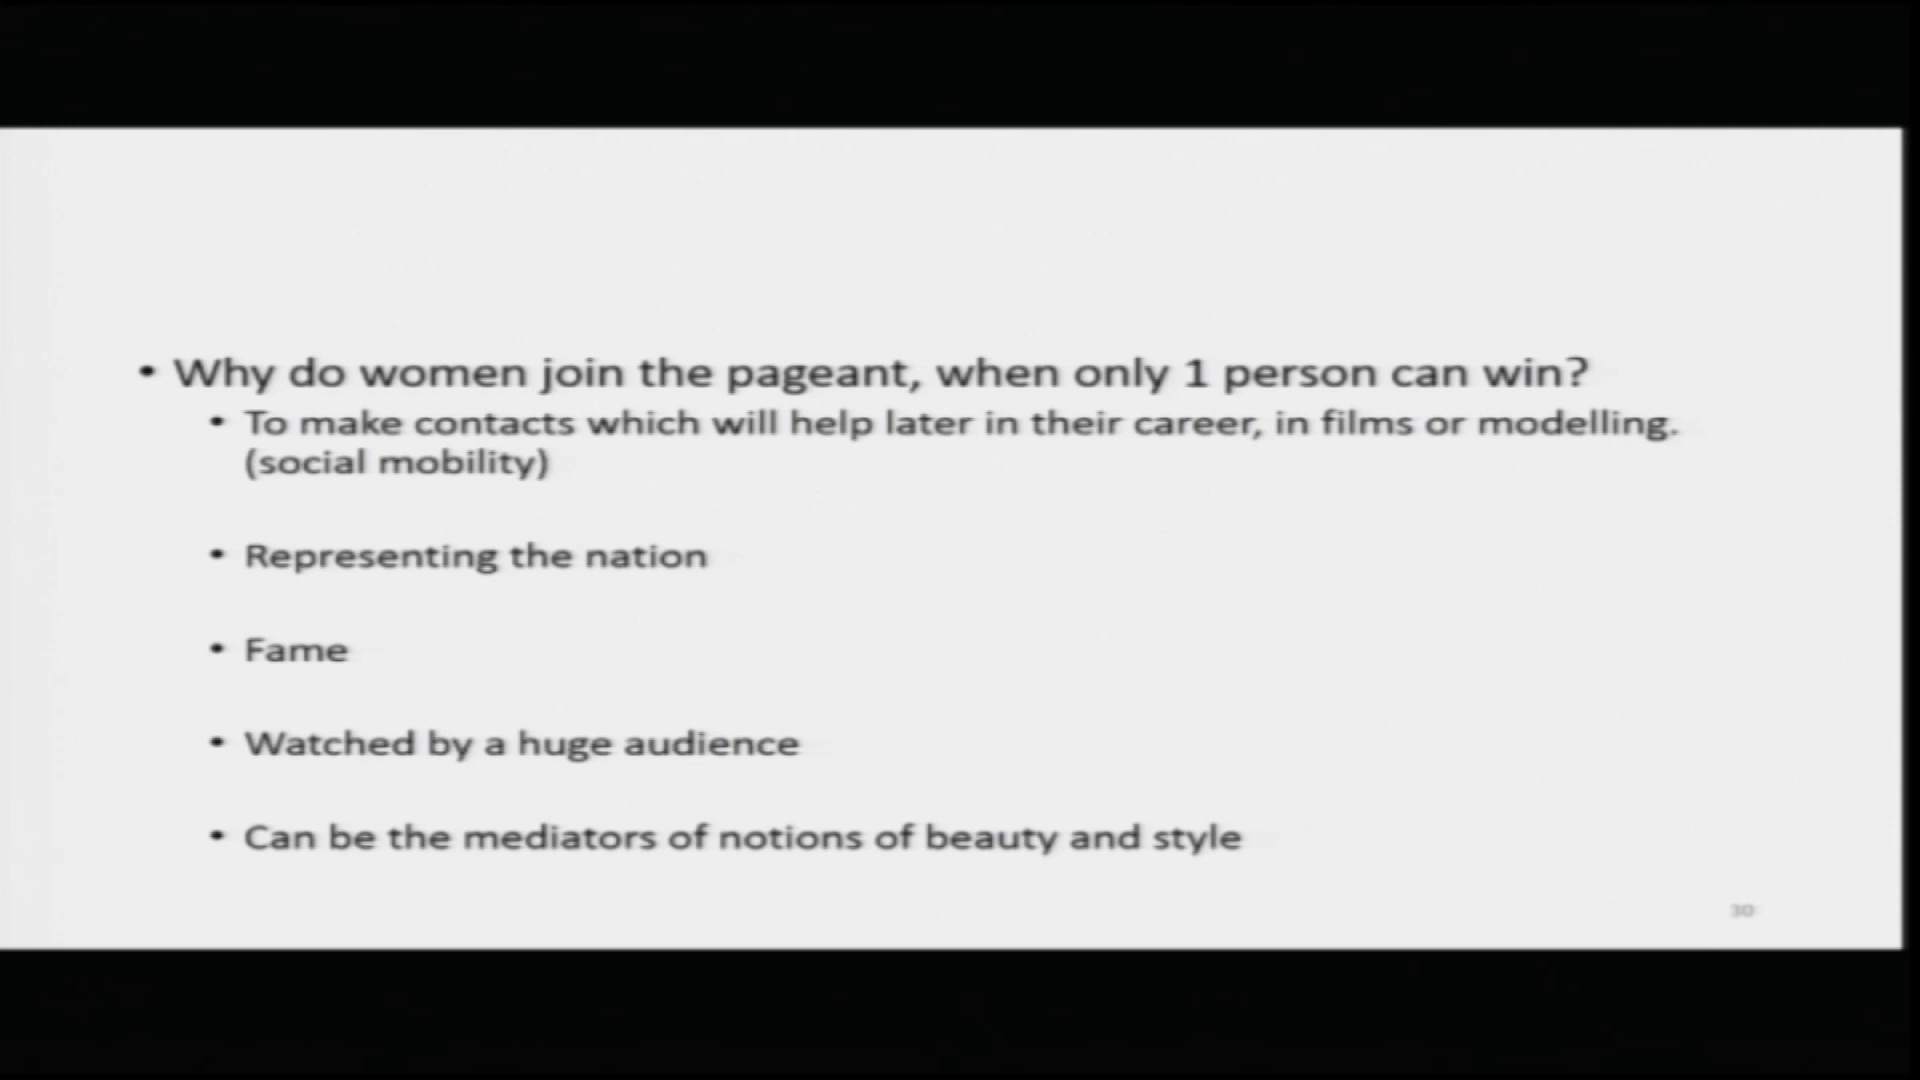 • Why do women join the pageant, when only 1 person can win?
• To make contacts which will help later in their career, in films or modelling.
(social mobility)
• Representing the nation
• Fame
• Watched by a huge audience
• Can be the mediators of notions of beauty and style
30